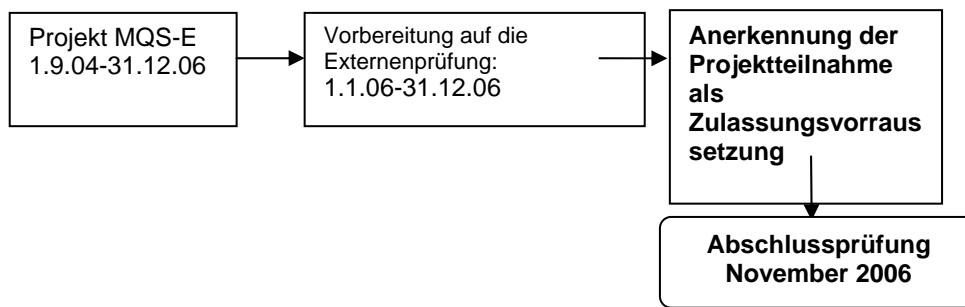 Projekt MQS-E
1.9.04-31.12.06
Vorbereitung auf die
Externenprüfung:
1.1.06-31.12.06
Anerkennung der
Projektteilnahme
als
Zulassungsvorraus
setzung
Abschlussprüfung
November 2006